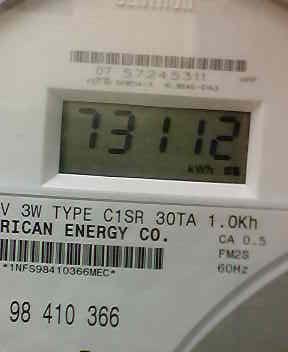 CENTRON
07 57245311
73112
kWh
V 3W TYPE C1SR 30TA 1.0Kh
RICAN ENERGY CO.
CA 0.5
FM2S
60Hz
*1NFS98410366MEC*
98 410 366